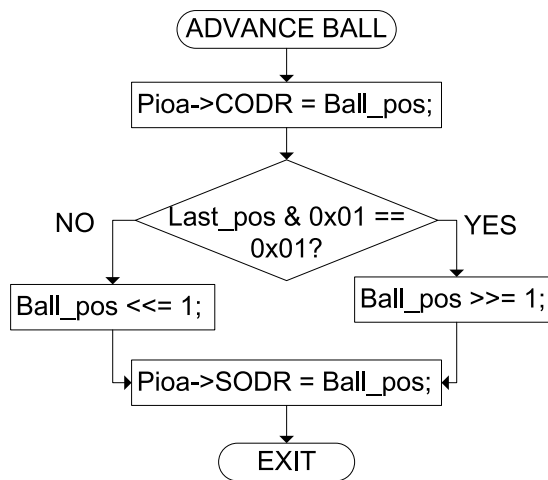 ADVANCE BALL
Pioa->CODR = Ball_pos;
Last_pos & 0x01 ==
0x01?
NO
YES
Ball_pos <<= 1;
Ball_pos >>= 1;
Pioa->SODR = Ball_pos;
EXIT